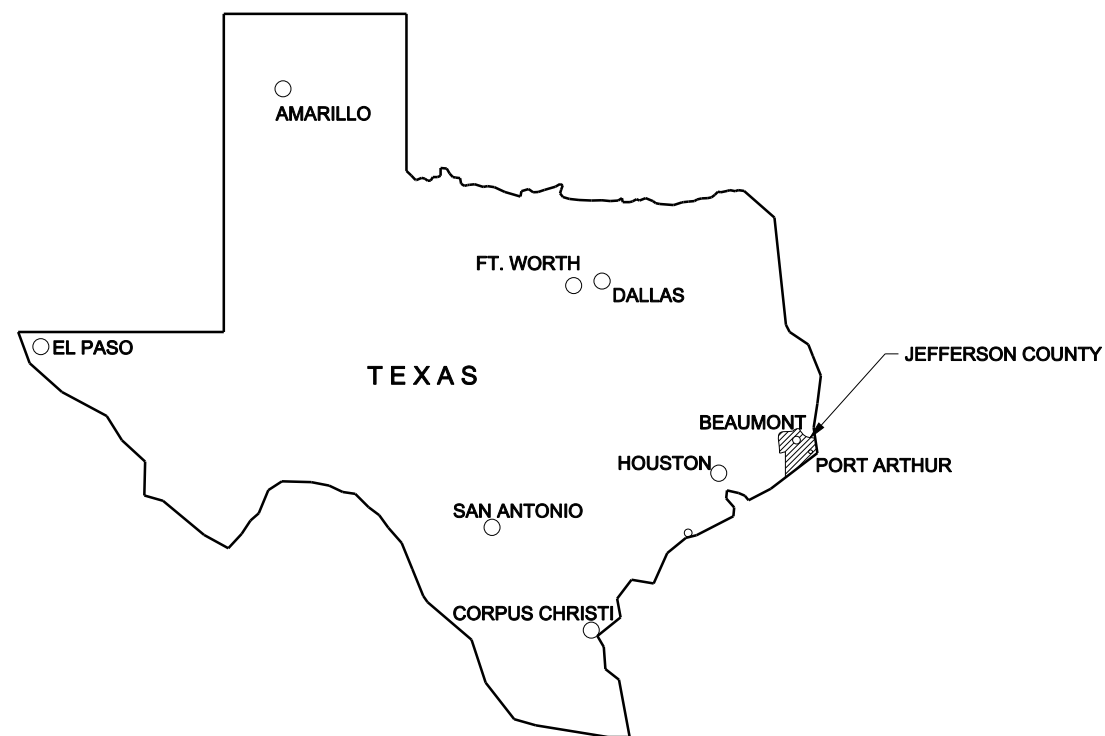 AMARILLO
FT. WORTH
DALLAS
EL PASO
JEFFERSON COUNTY
TEXAS
BEAUMONT
HOUSTON
PORT ARTHUR
SAN ANTONIO
CORPUS CHRISTI